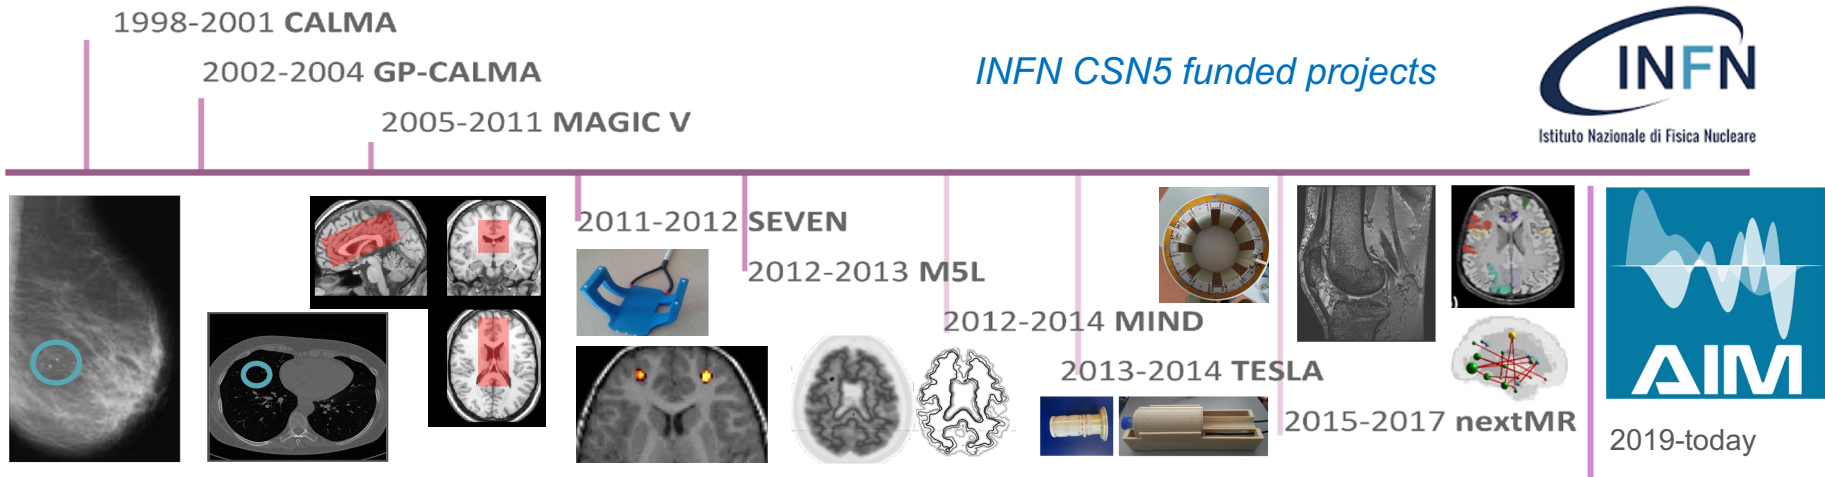 1998-2001 CALMA
2002-2004 GP-CALMA
2005-2011 MAGIC V
INFN CSN5 funded projects
INFN
Istituto Nazionale di Fisica Nucleare
2011-2012 SEVEN
2012-2013 M5L
2012-2014 MIND
2013-2014 TESLA
2015-2017 nextMR
AIM
2019-today